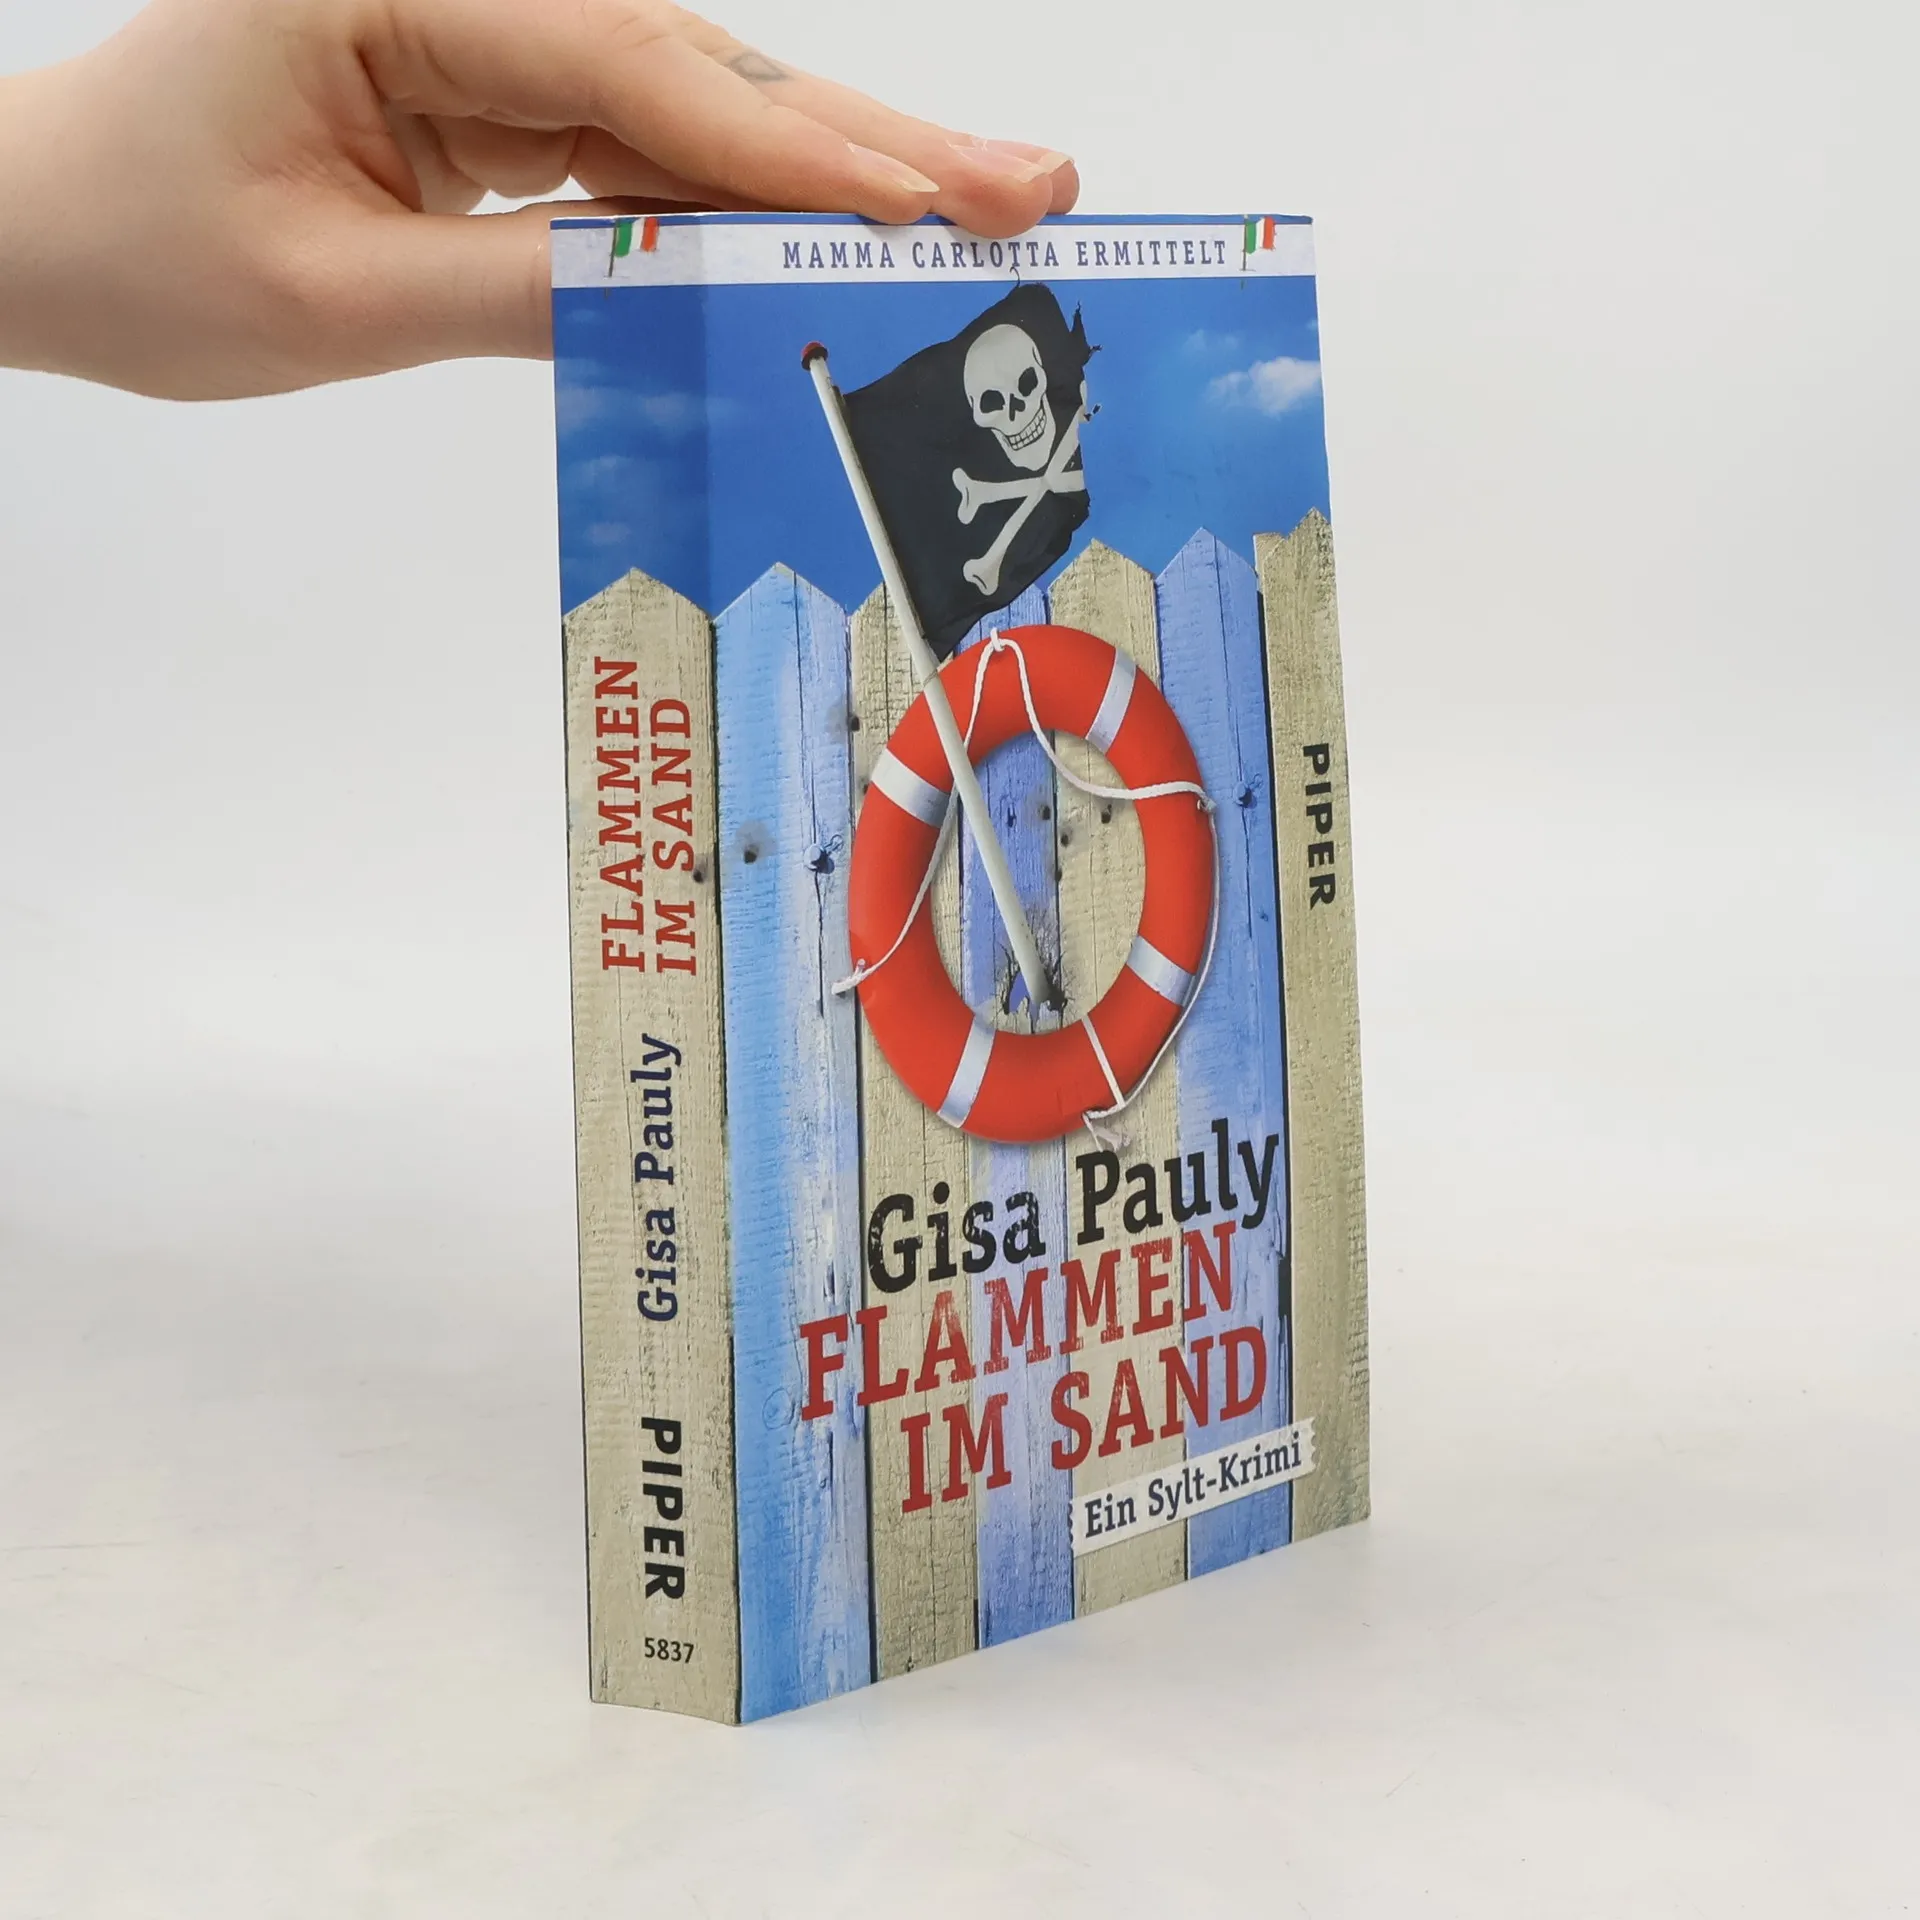 MAMMA CARLOTTA ERMITTELT
FLAMMEN
IM SAND
Gisa Pauly
PIPER
5837
PIPER
Gisa Pauly
FLAMMEN
IM SAND
Ein Sylt-Krimi